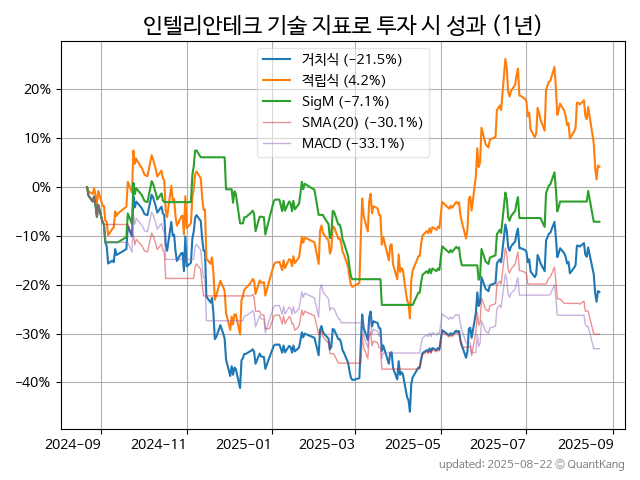 인텔리안테크 기술 지표로 투자 시 성과 (1년)
거치식 (−21.5%)
적립식 (4.2%)
SigM (−7.1%)
SMA(20) (−30.1%)
MACD (−33.1%)
20%
10%
0%
−10%
−20%
−30%
−40%
2024-09 2024-11 2025-01 2025-03 2025-05 2025-07 2025-09
updated: 2025-08-22 © QuantKang